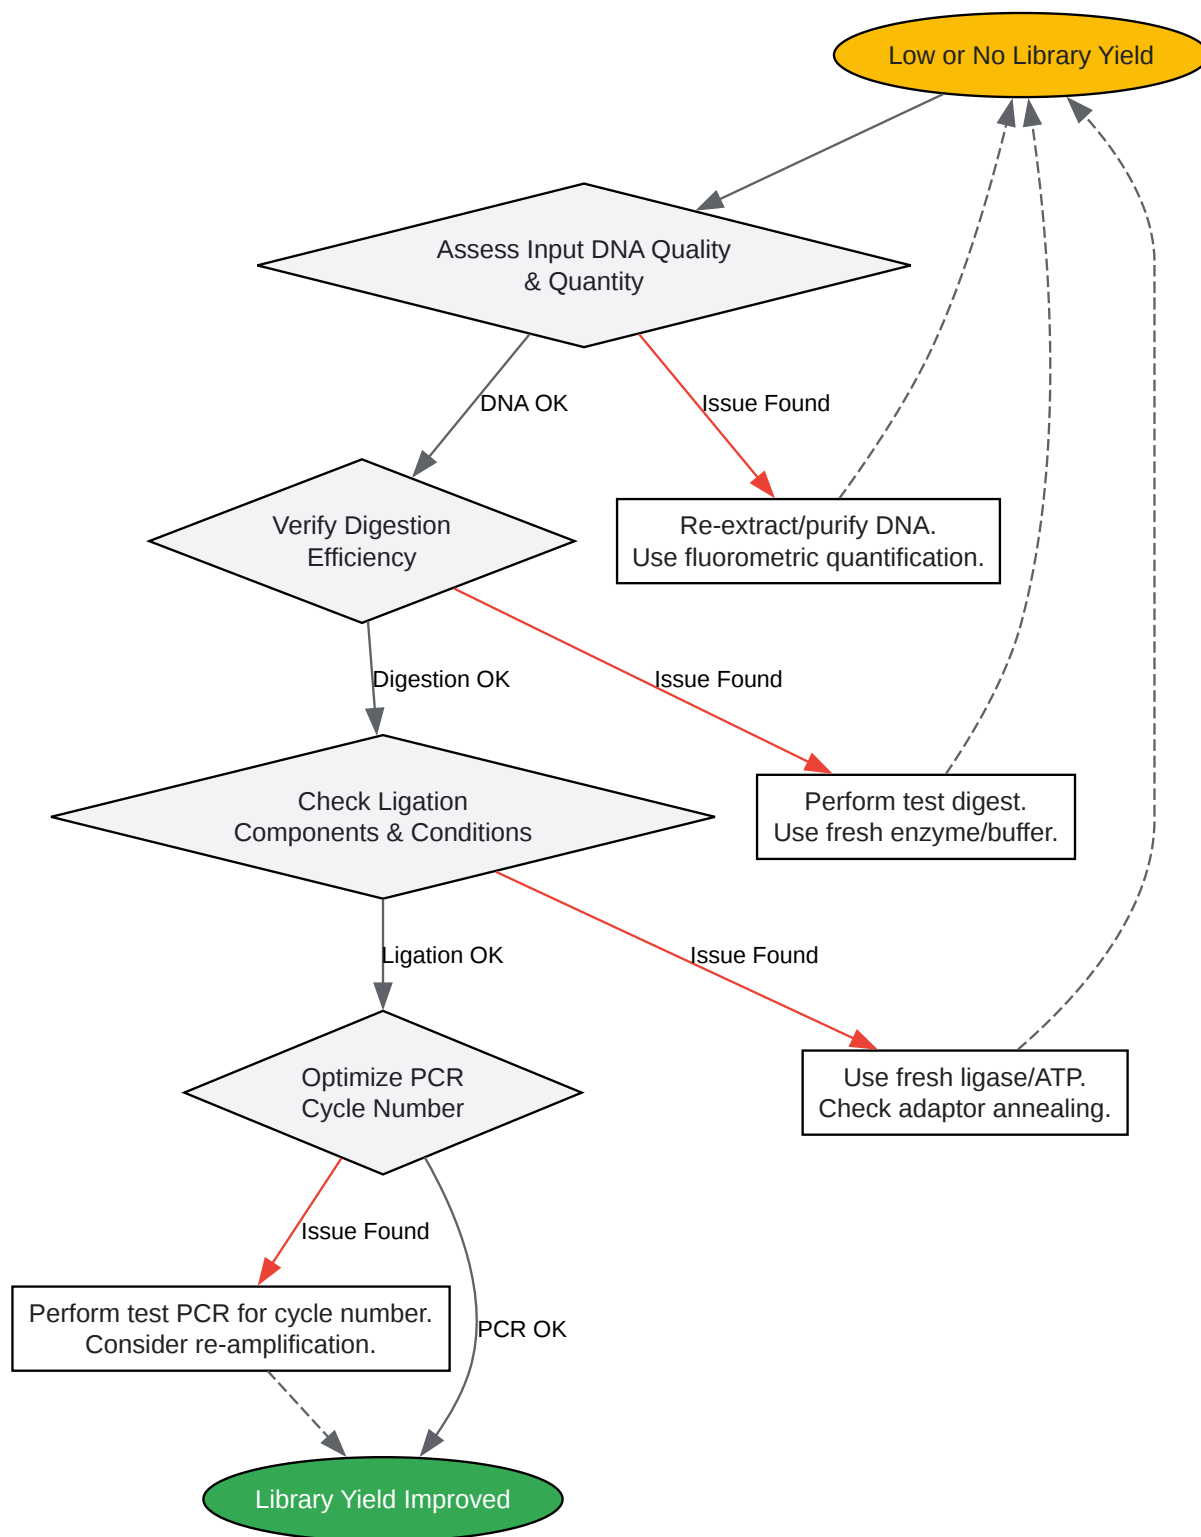 Low or No Library Yield
Assess Input DNA Quality
& Quantity
DNA OK
Issue Found
Verify Digestion
Efficiency
Re-extract/purify DNA.
Use fluorometric quantification.
Digestion OK
Issue Found
Check Ligation
Components & Conditions
Perform test digest.
Use fresh enzyme/buffer.
Ligation OK
Issue Found
Optimize PCR
Cycle Number
Use fresh ligase/ATP.
Check adaptor annealing.
Issue Found
Perform test PCR for cycle number.
Consider re-amplification.
PCR OK
Library Yield Improved